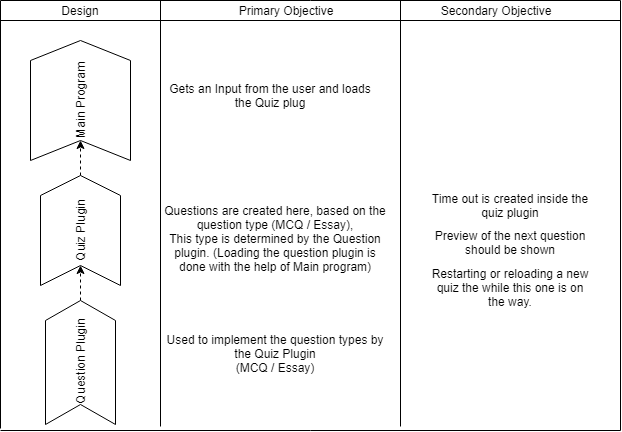 Design
Primary Objective
Secondary Objective
Main Program
Gets an Input from the user and loads
the Quiz plug
Quiz Plugin
Questions are created here, based on the
question type (MCQ / Essay),
This type is determined by the Question
plugin. (Loading the question plugin is
done with the help of Main program)
Time out is created inside the
quiz plugin
Preview of the next question
should be shown
Restarting or reloading a new
quiz the while this one is on
the way.
Question Plugin
Used to implement the question types by
the Quiz Plugin
(MCQ / Essay)